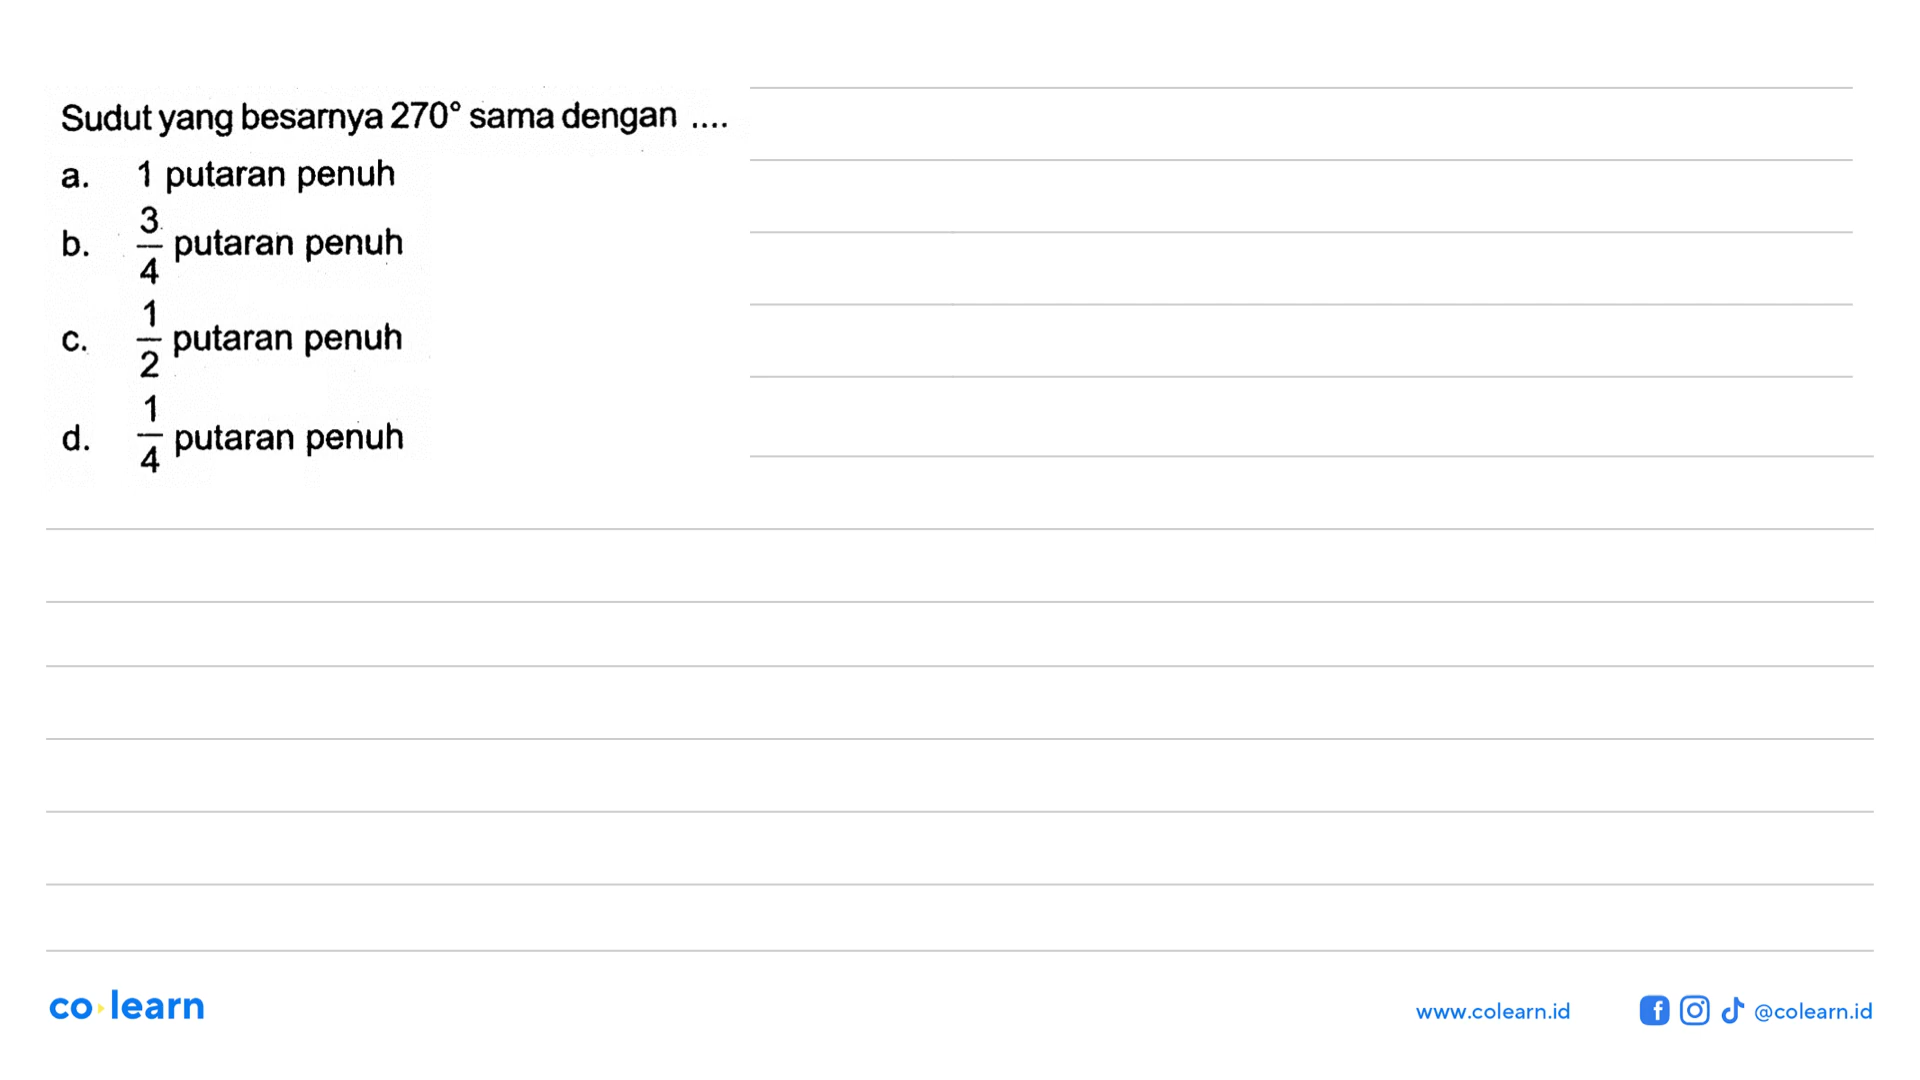 Sudut yang besarnya 270° sama dengan ....
a. 1 putaran penuh
b. 3/4 putaran penuh
c. 1/2 putaran penuh
d. 1/4 putaran penuh
co learn
www.colearn.id
@colearn.id